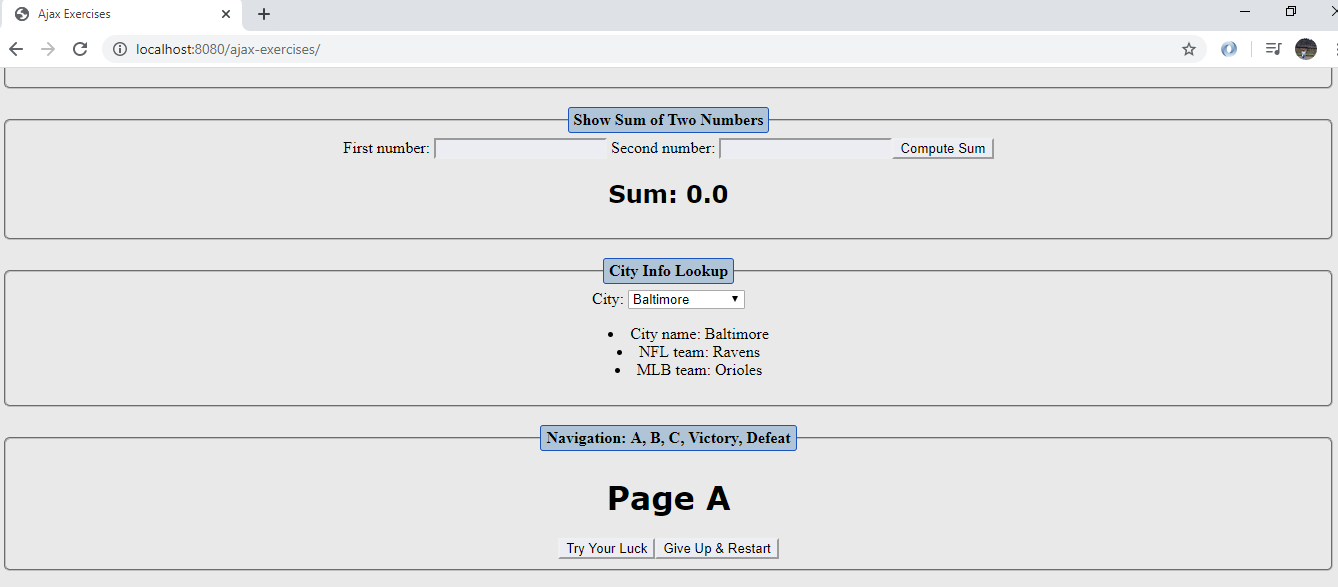 Ajax Exercises
localhost:8080/ajax-exercises/
Show Sum of Two Numbers
First number: Second number: Compute Sum
Sum: 0.0
City Info Lookup
City: Baltimore
• City name: Baltimore
• NFL team: Ravens
• MLB team: Orioles
Navigation: A, B, C, Victory, Defeat
Page A
Try Your Luck Give Up & Restart